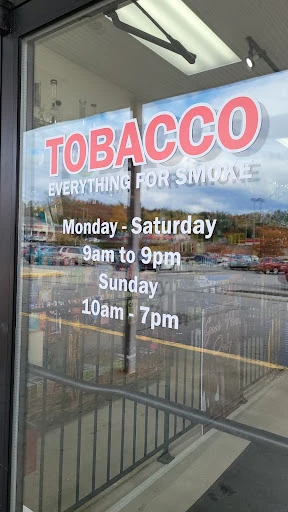 TOBACCO
EVERYTHING FOR SMOKE
Monday - Saturday
9am to 9pm
Sunday
10am - 7pm